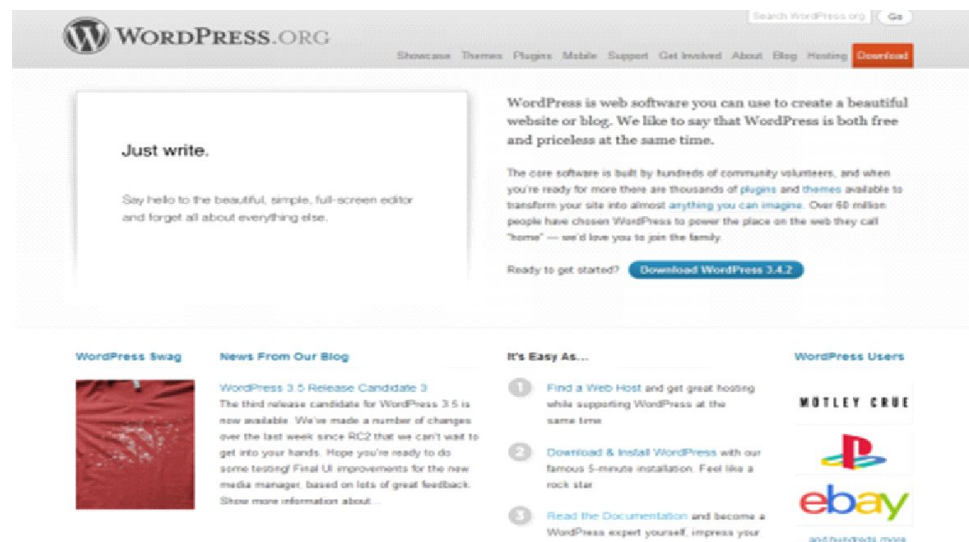 Search WordPress.org Go
WORDPRESS.ORG
Showcase Themes Plugins Mobile Support Get Involved About Blog Hosting Download
Just write.
Say hello to the beautiful, simple, full-screen editor
and forget all about everything else.
WordPress is web software you can use to create a beautiful
website or blog. We like to say that WordPress is both free
and priceless at the same time.
The core software is built by hundreds of community volunteers, and when
you're ready for more there are thousands of plugins and themes available to
transform your site into almost anything you can imagine. Over 60 million
people have chosen WordPress to power the place on the web they call
"home" — we'd love you to join the family.
Ready to get started? Download WordPress 3.4.2
WordPress Swag
News From Our Blog
WordPress 3.5 Release Candidate 3
The third release candidate for WordPress 3.5 is
now available. We've made a number of changes
over the last week since RC2 that we can't wait to
get into your hands. Hope you're ready to do
some testing! Final UI improvements for the new
media manager, based on lots of great feedback.
Show more information about...
It's Easy As...
1 Find a Web Host and get great hosting
while supporting WordPress at the
same time.
2 Download & Install WordPress with our
famous 5-minute installation. Feel like a
rock star.
3 Read the Documentation and become a
WordPress expert yourself, impress your
WordPress Users
MÖTLEY CRÜE
ebay
and hundreds more